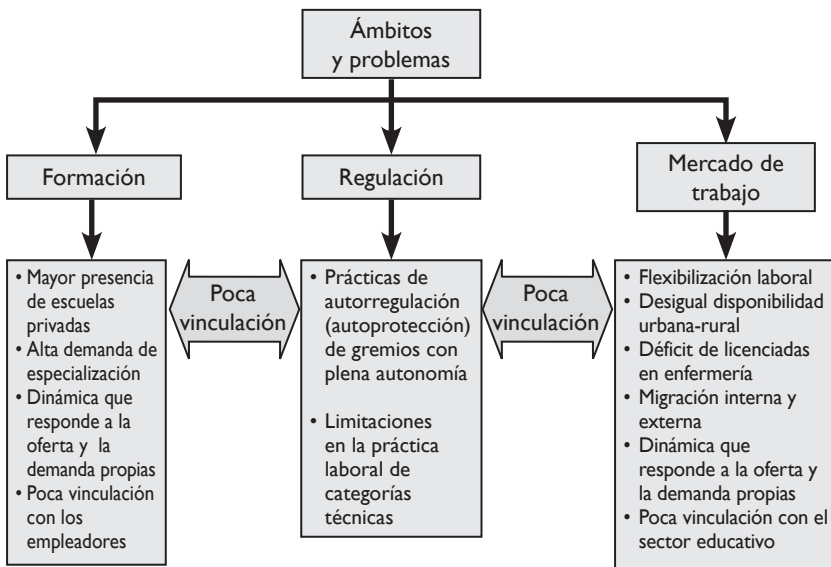 Ámbitos
y problemas
Formación
Regulación
Mercado de
trabajo
• Mayor presencia
de escuelas
privadas
• Alta demanda de
especialización
• Dinámica que
responde a la
oferta y la
demanda propias
• Poca vinculación
con los
empleadores
Poca
vinculación
• Prácticas de
autorregulación
(autoprotección)
de gremios con
plena autonomía
• Limitaciones
en la práctica
laboral de
categorías
técnicas
Poca
vinculación
• Flexibilización laboral
• Desigual disponibilidad
urbana-rural
• Déficit de licenciadas
en enfermería
• Migración interna y
externa
• Dinámica que
responde a la oferta y
la demanda propias
• Poca vinculación con el
sector educativo